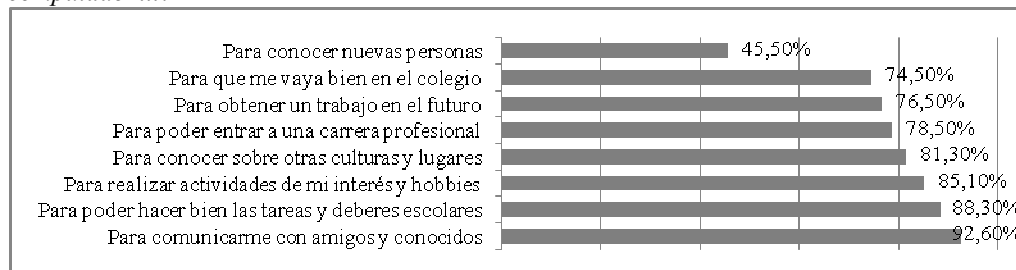 Para conocer nuevas personas 45,50%
Para que me vaya bien en el colegio 74,50%
Para obtener un trabajo en el futuro 76,50%
Para poder entrar a una carrera profesional 78,50%
Para conocer sobre otras culturas y lugares 81,30%
Para realizar actividades de mi interés y hobbies 85,10%
Para poder hacer bien las tareas y deberes escolares 88,30%
Para comunicarme con amigos y conocidos 92,60%